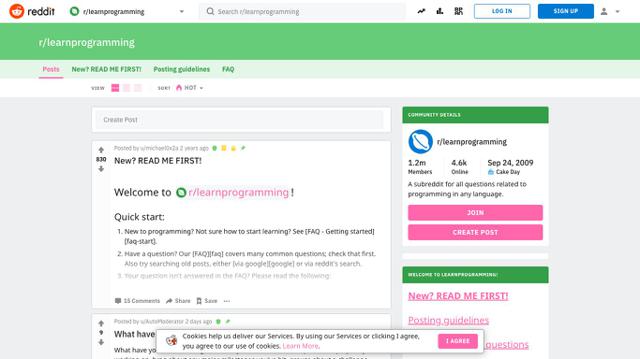 reddit
r/learnprogramming
Search r/learnprogramming
LOG IN
SIGN UP
r/learnprogramming
Posts
New? READ ME FIRST!
Posting guidelines
FAQ
VIEW
SORT
HOT
Create Post
830
Posted by u/michael0x2a 2 years ago
New? READ ME FIRST!
Welcome to r/learnprogramming!
Quick start:
1. New to programming? Not sure how to start learning? See [FAQ - Getting started]
[faq-start].
2. Have a question? Our [FAQ][faq] covers many common questions; check that first.
Also try searching old posts, either [via google][google] or via reddit's search.
3. Your question isn't answered in the FAQ? Please read the following:
15 Comments
Share
Save
9
Posted by u/AutoModerator 2 days ago
What have
What have yo
COMMUNITY DETAILS
r/learnprogramming
1.2m
Members
4.6k
Online
Sep 24, 2009
Cake Day
A subreddit for all questions related to
programming in any language.
JOIN
CREATE POST
WELCOME TO LEARNPROGRAMMING!
New? READ ME FIRST!
Posting guidelines
questions
Cookies help us deliver our Services. By using our Services or clicking I agree,
you agree to our use of cookies. Learn More.
I AGREE